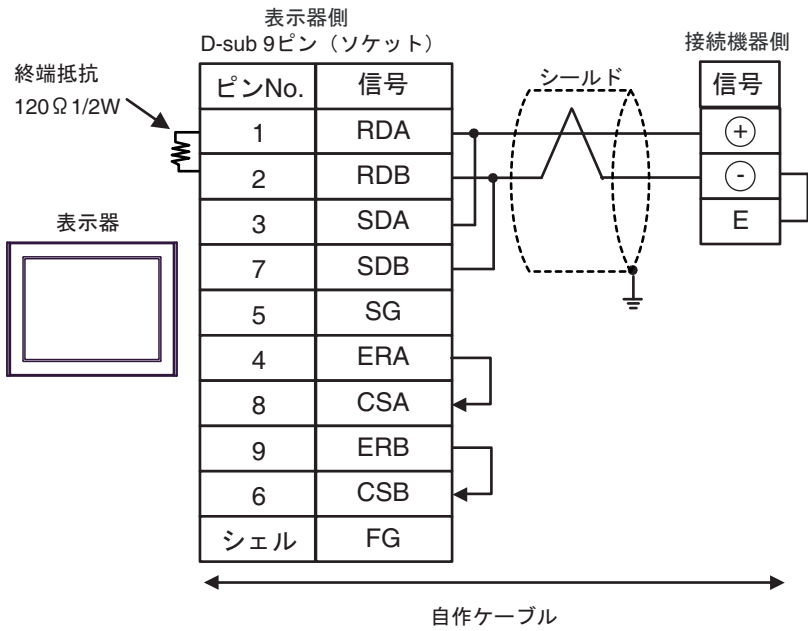 表示器側
D-sub 9ピン（ソケット）
接続機器側
終端抵抗
120Ω 1/2W
シールド
ピンNo. 信号 信号
1 RDA +
2 RDB -
3 SDA E
表示器
7 SDB
5 SG
4 ERA
8 CSA
9 ERB
6 CSB
シェル FG
自作ケーブル